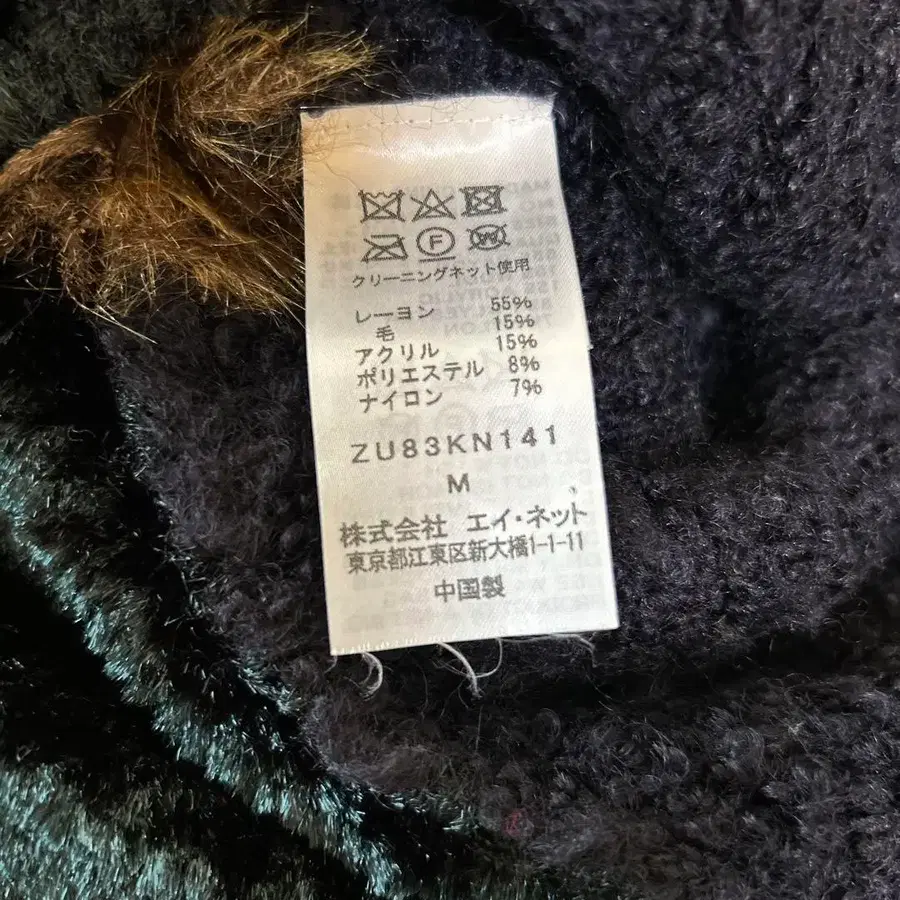 F
W
クリーニングネット使用
レーヨン 55%
毛 15%
アクリル 15%
ポリエステル 8%
ナイロン 7%
ZU83KN141
M
株式会社 エイ・ネット
東京都江東区新大橋1-1-11
中国製